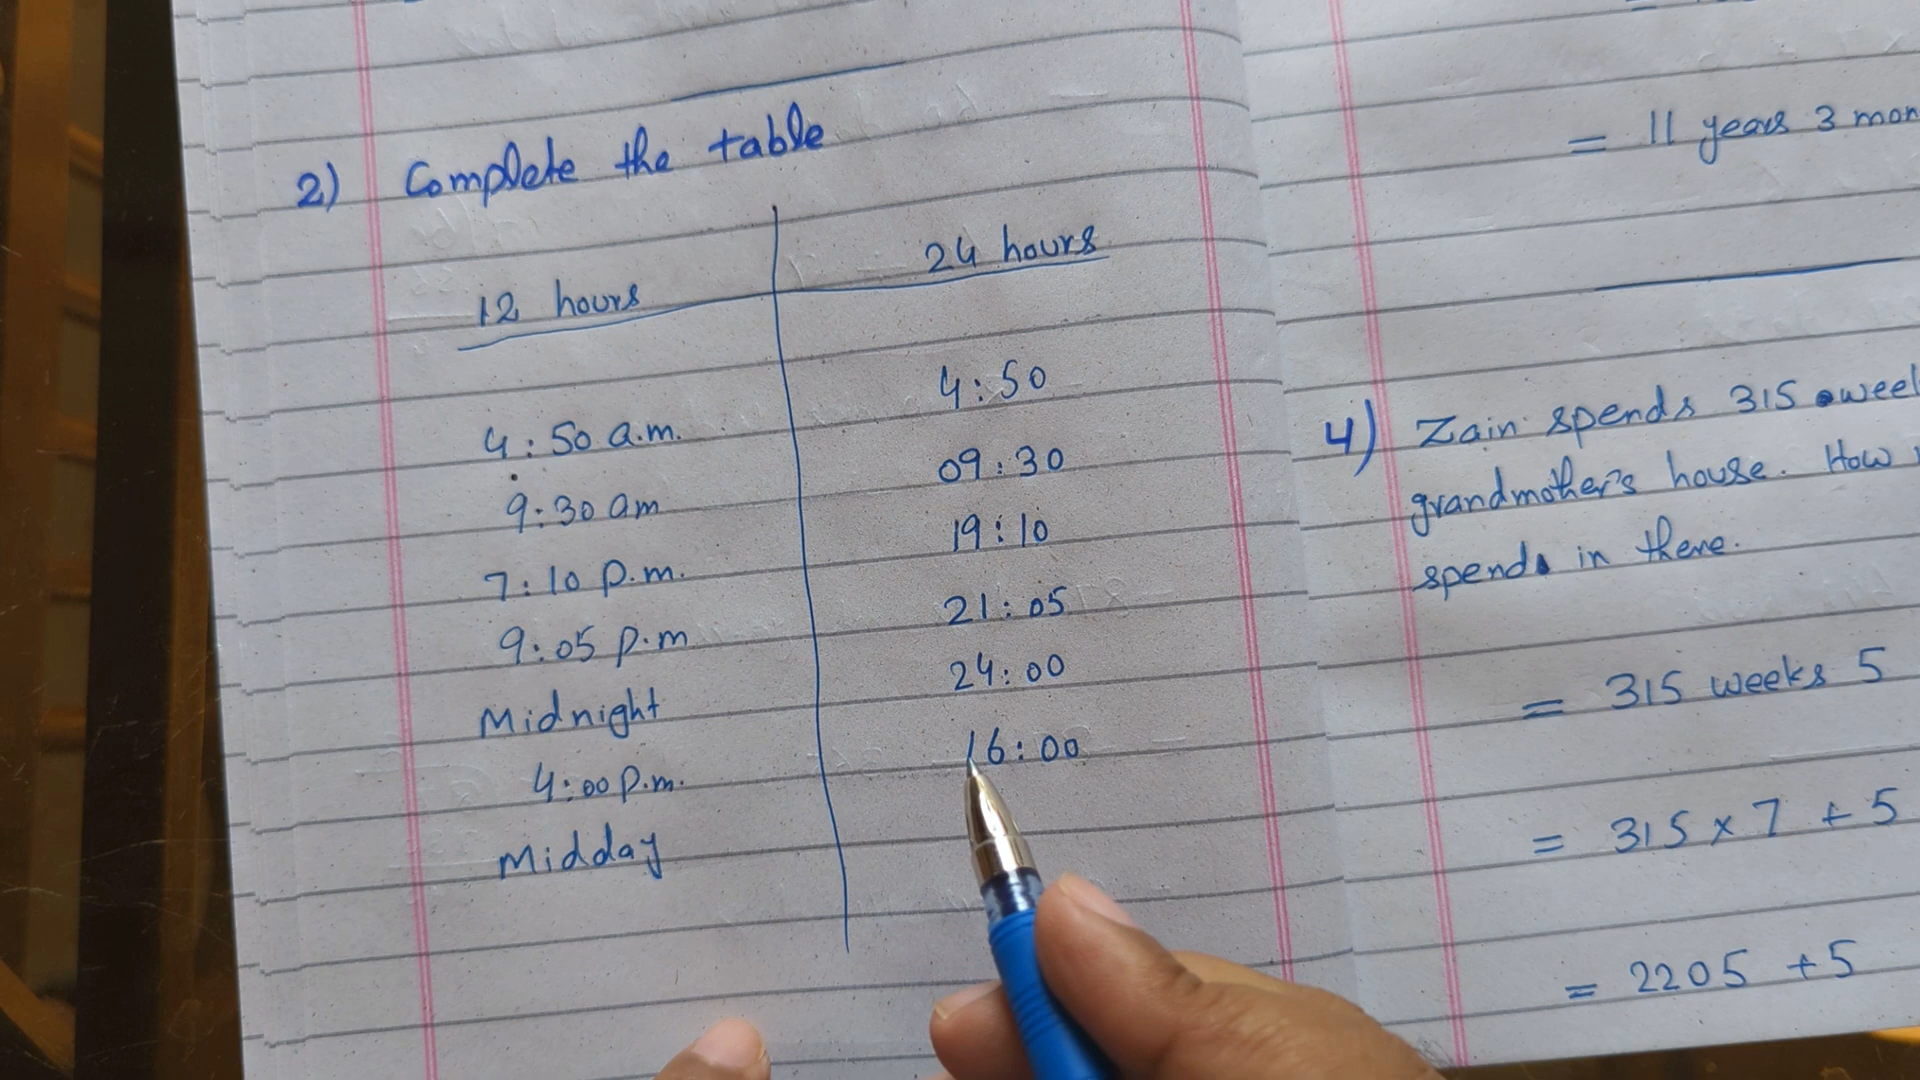 2) Complete the table
12 hours 24 hours
4:50 a.m. 4:50
9:30 am 09:30
7:10 p.m. 19:10
9:05 p.m 21:05
Midnight 24:00
4:00 p.m. 16:00
Midday
= 11 years 3 mon
4) Zain spends 315 week
grandmother's house. How
spends in there.
= 315 weeks 5
= 315 x 7 + 5
= 2205 + 5